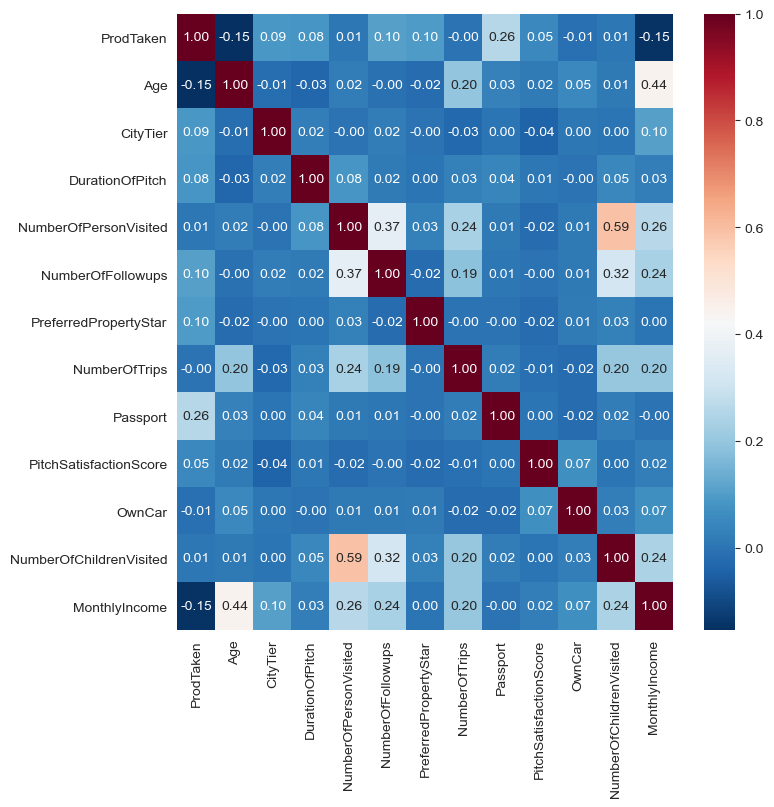 ProdTaken 1.00 -0.15 0.09 0.08 0.01 0.10 0.10 -0.00 0.26 0.05 -0.01 0.01 -0.15
Age -0.15 1.00 -0.01 -0.03 0.02 -0.00 -0.02 0.20 0.03 0.02 0.05 0.01 0.44
CityTier 0.09 -0.01 1.00 0.02 -0.00 0.02 -0.00 -0.03 0.00 -0.04 0.00 0.00 0.10
DurationOfPitch 0.08 -0.03 0.02 1.00 0.08 0.02 0.00 0.03 0.04 0.01 -0.00 0.05 0.03
NumberOfPersonVisited 0.01 0.02 -0.00 0.08 1.00 0.37 0.03 0.24 0.01 -0.02 0.01 0.59 0.26
NumberOfFollowups 0.10 -0.00 0.02 0.02 0.37 1.00 -0.02 0.19 0.01 -0.00 0.01 0.32 0.24
PreferredPropertyStar 0.10 -0.02 -0.00 0.00 0.03 -0.02 1.00 -0.00 -0.00 -0.02 0.01 0.03 0.00
NumberOfTrips -0.00 0.20 -0.03 0.03 0.24 0.19 -0.00 1.00 0.02 -0.01 -0.02 0.20 0.20
Passport 0.26 0.03 0.00 0.04 0.01 0.01 -0.00 0.02 1.00 0.00 -0.02 0.02 -0.00
PitchSatisfactionScore 0.05 0.02 -0.04 0.01 -0.02 -0.00 -0.02 -0.01 0.00 1.00 0.07 0.00 0.02
OwnCar -0.01 0.05 0.00 -0.00 0.01 0.01 0.01 -0.02 -0.02 0.07 1.00 0.03 0.07
NumberOfChildrenVisited 0.01 0.01 0.00 0.05 0.59 0.32 0.03 0.20 0.02 0.00 0.03 1.00 0.24
MonthlyIncome -0.15 0.44 0.10 0.03 0.26 0.24 0.00 0.20 -0.00 0.02 0.07 0.24 1.00
ProdTaken
Age
CityTier
DurationOfPitch
NumberOfPersonVisited
NumberOfFollowups
PreferredPropertyStar
NumberOfTrips
Passport
PitchSatisfactionScore
OwnCar
NumberOfChildrenVisited
MonthlyIncome
1.0
0.8
0.6
0.4
0.2
0.0